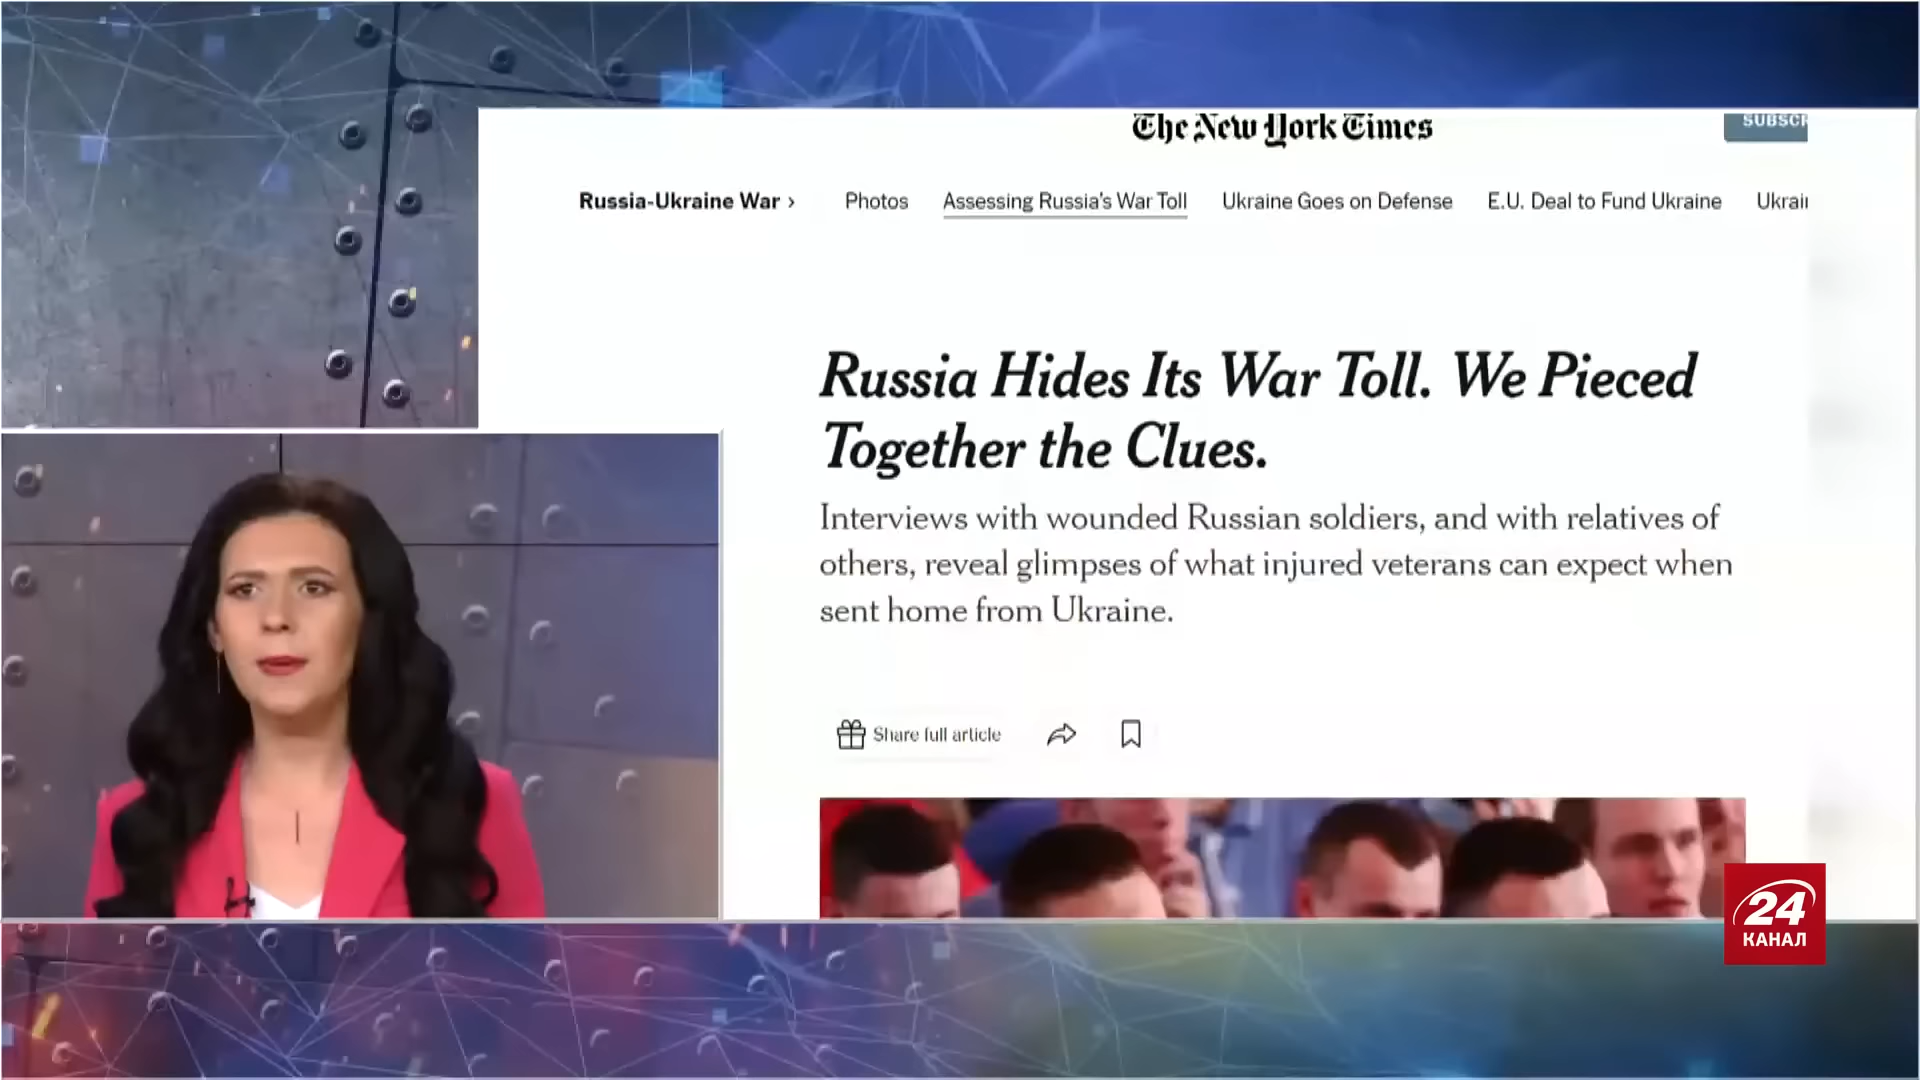 The New York Times
SUBSCR
Russia-Ukraine War ›
Photos
Assessing Russia's War Toll
Ukraine Goes on Defense
E.U. Deal to Fund Ukraine
Ukrai
Russia Hides Its War Toll. We Pieced
Together the Clues.
Interviews with wounded Russian soldiers, and with relatives of
others, reveal glimpses of what injured veterans can expect when
sent home from Ukraine.
Share full article
24
КАНАЛ